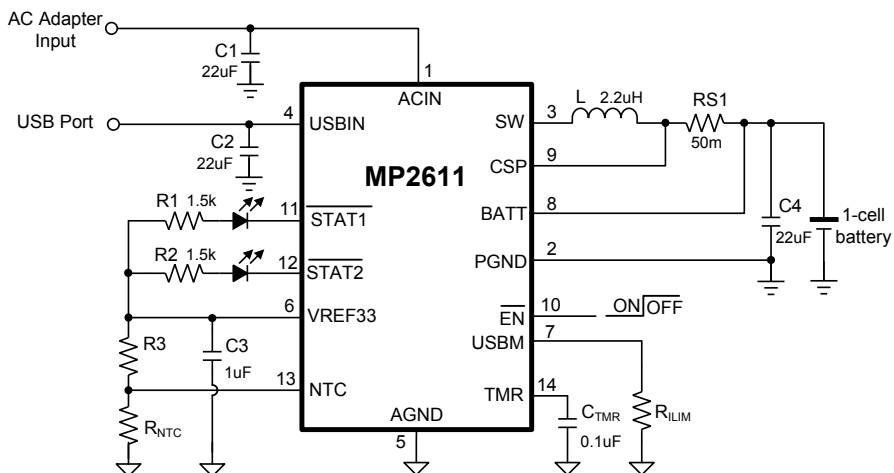 AC Adapter
Input
C1
22uF
1
ACIN
USB Port
4
USBIN
C2
22uF
MP2611
SW
3
L
2.2uH
RS1
50m
CSP
9
BATT
8
C4
22uF
1-cell
battery
R1
1.5k
11
STAT1
R2
1.5k
12
STAT2
PGND
2
6
VREF33
EN
10
ON OFF
USBM
7
R3
C3
1uF
13
NTC
TMR
14
CTMR
0.1uF
RILIM
RNTC
AGND
5